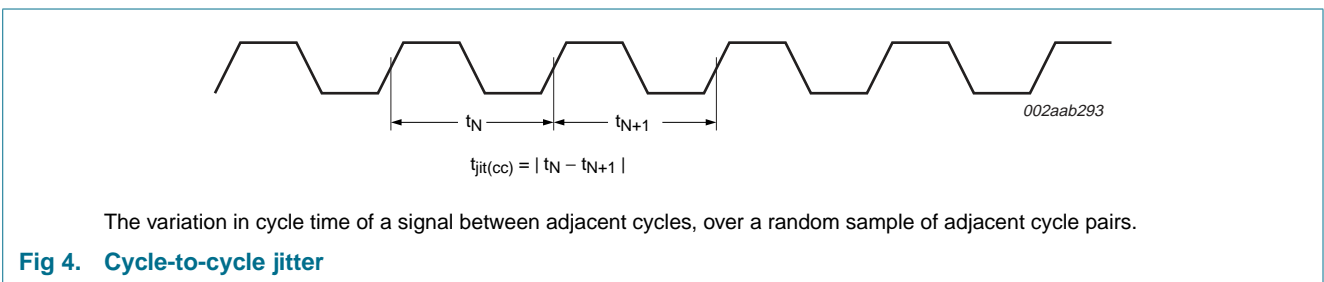 002aab293
tN
tN+1
tjit(cc) = | tN − tN+1 |
The variation in cycle time of a signal between adjacent cycles, over a random sample of adjacent cycle pairs.
Fig 4. Cycle-to-cycle jitter